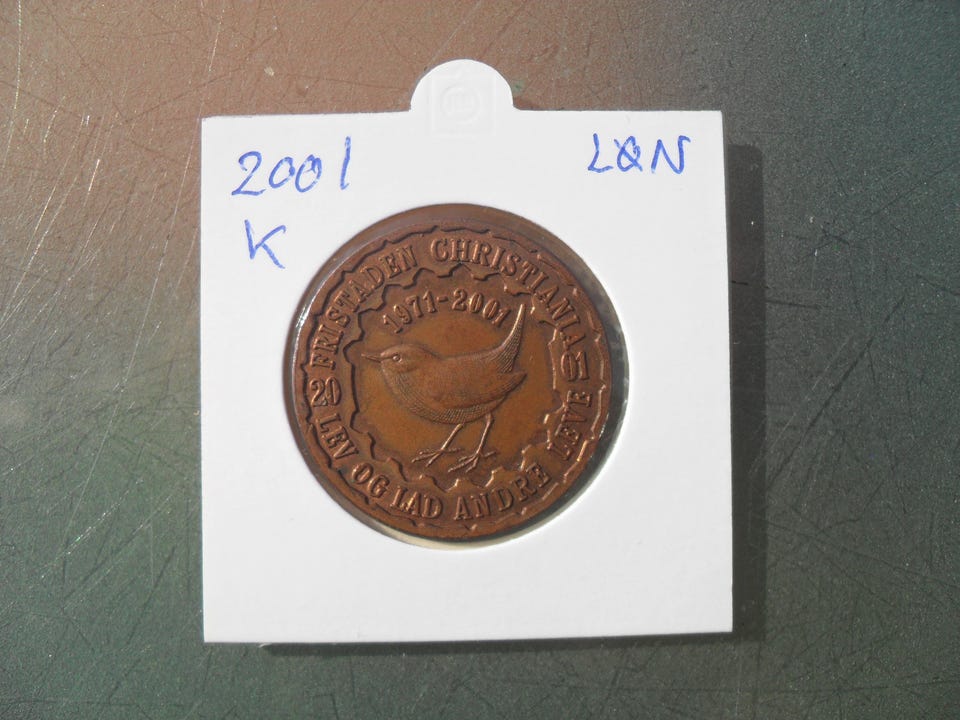 2001
LØN
K
FRISTADEN CHRISTIANIA
1971-2001
20 01
LEV OG LAD ANDRE LEVE